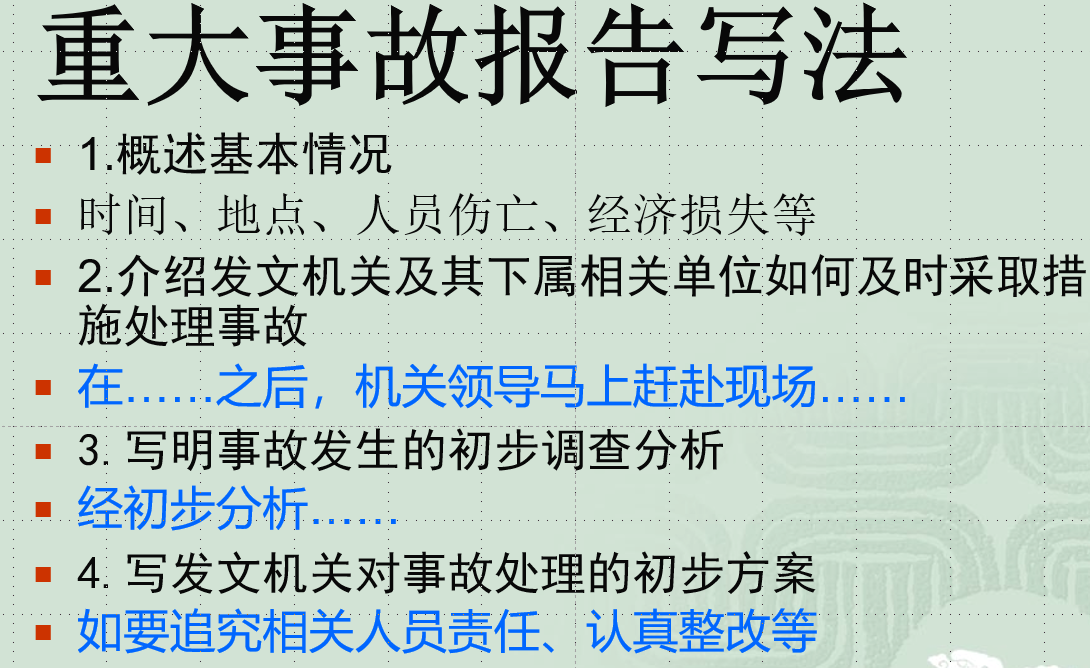 重大事故报告写法
1.概述基本情况
时间、地点、人员伤亡、经济损失等
2.介绍发文机关及其下属相关单位如何及时采取措
施处理事故
在……之后，机关领导马上赶赴现场……
3. 写明事故发生的初步调查分析
经初步分析……
4. 写发文机关对事故处理的初步方案
如要追究相关人员责任、认真整改等